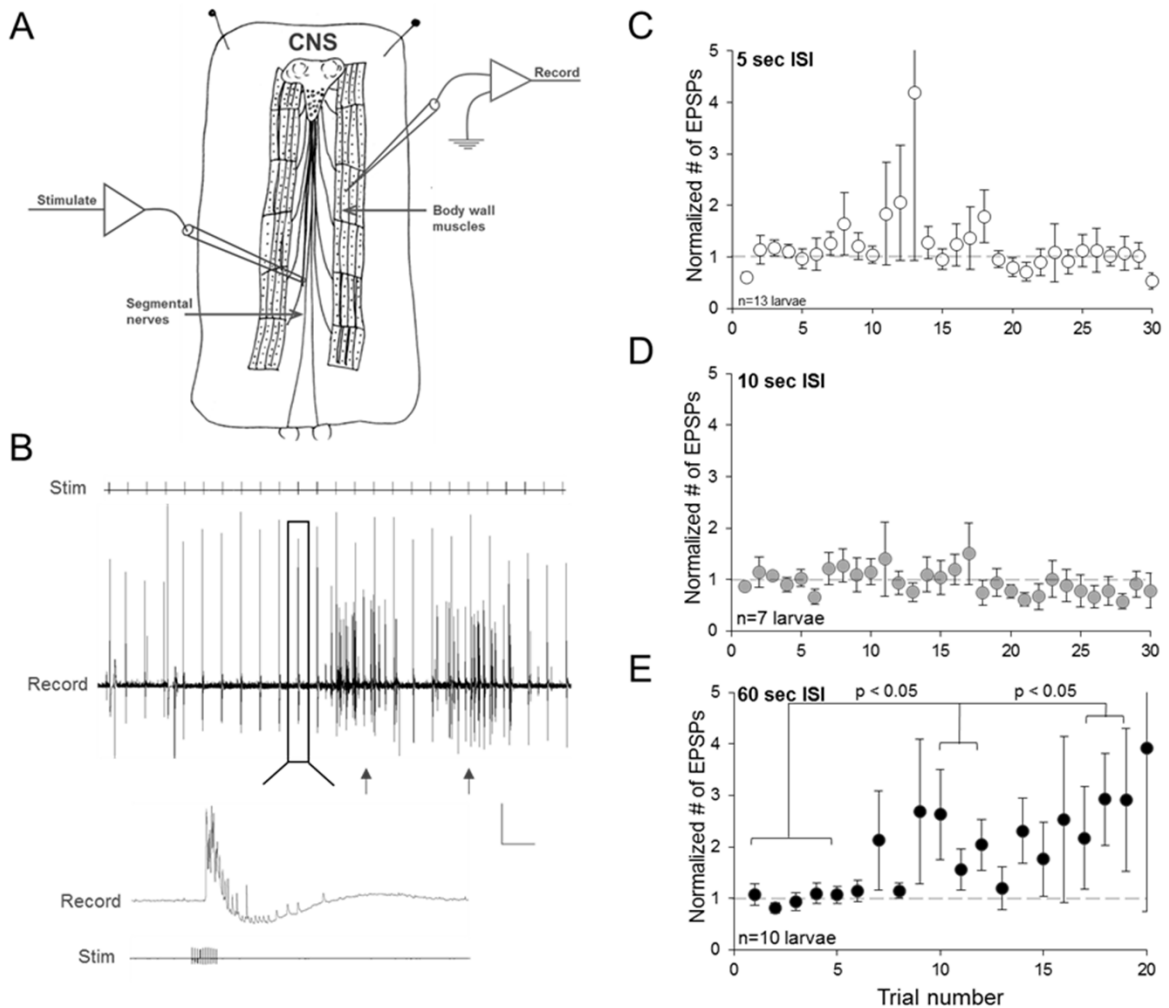 A
CNS
Record
Stimulate
Body wall
muscles
Segmental
nerves
B
Stim
Record
Record
Stim
C
5 sec ISI
Normalized # of EPSPs
5
4
3
2
1
0
n=13 larvae
0 5 10 15 20 25 30
D
10 sec ISI
Normalized # of EPSPs
5
4
3
2
1
0
n=7 larvae
0 5 10 15 20 25 30
E
60 sec ISI
p < 0.05
p < 0.05
Normalized # of EPSPs
5
4
3
2
1
0
n=10 larvae
0 5 10 15 20
Trial number